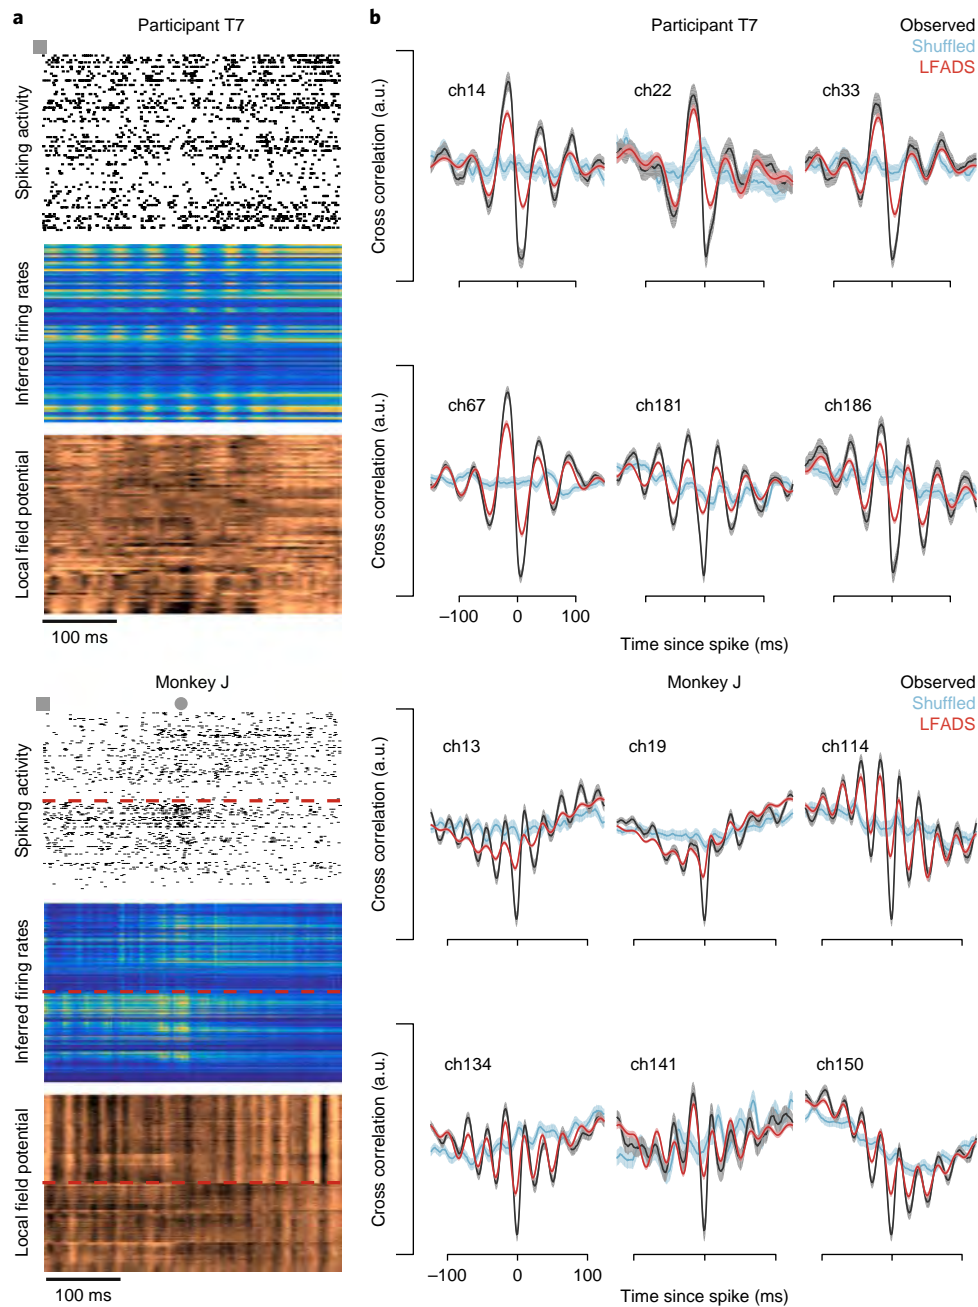 a
Participant T7
Spiking activity
Inferred firing rates
Local field potential
100 ms
Monkey J
Spiking activity
Inferred firing rates
Local field potential
100 ms
b
Participant T7
Observed
Shuffled
LFADS
Cross correlation (a.u.)
ch14
ch22
ch33
Cross correlation (a.u.)
ch67
ch181
ch186
–100 0 100
Time since spike (ms)
Monkey J
Observed
Shuffled
LFADS
Cross correlation (a.u.)
ch13
ch19
ch114
Cross correlation (a.u.)
ch134
ch141
ch150
–100 0 100
Time since spike (ms)